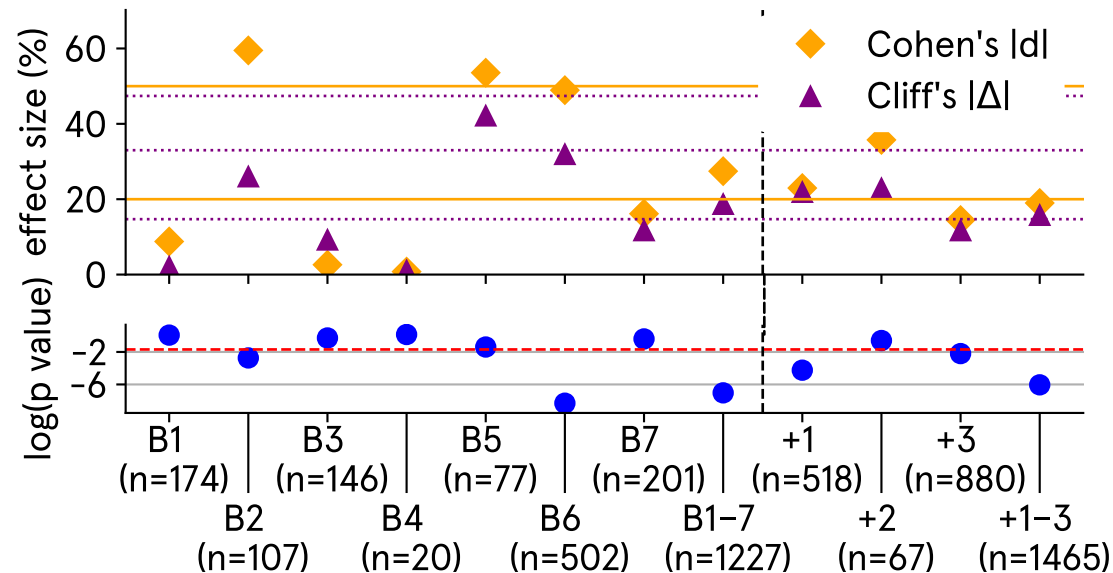 effect size (%)
60
40
20
0
Cohen's |d|
Cliff's |Δ|
log(p value)
−2
−6
B1
(n=174)
B2
(n=107)
B3
(n=146)
B4
(n=20)
B5
(n=77)
B6
(n=502)
B7
(n=201)
B1−7
(n=1227)
+1
(n=518)
+2
(n=67)
+3
(n=880)
+1−3
(n=1465)